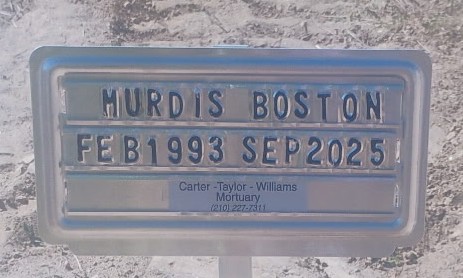 MURDIS BOSTON
FEB1993 SEP2025
Carter -Taylor - Williams
Mortuary
(210) 227-7311